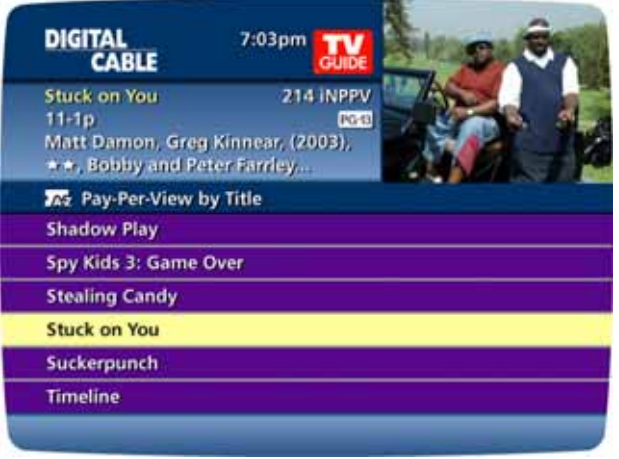 DIGITAL
CABLE
7:03pm
TV
GUIDE
Stuck on You 214 iNPPV
11-1p PG-13
Matt Damon, Greg Kinnear, (2003),
★★, Bobby and Peter Farrley...
Pay-Per-View by Title
Shadow Play
Spy Kids 3: Game Over
Stealing Candy
Stuck on You
Suckerpunch
Timeline